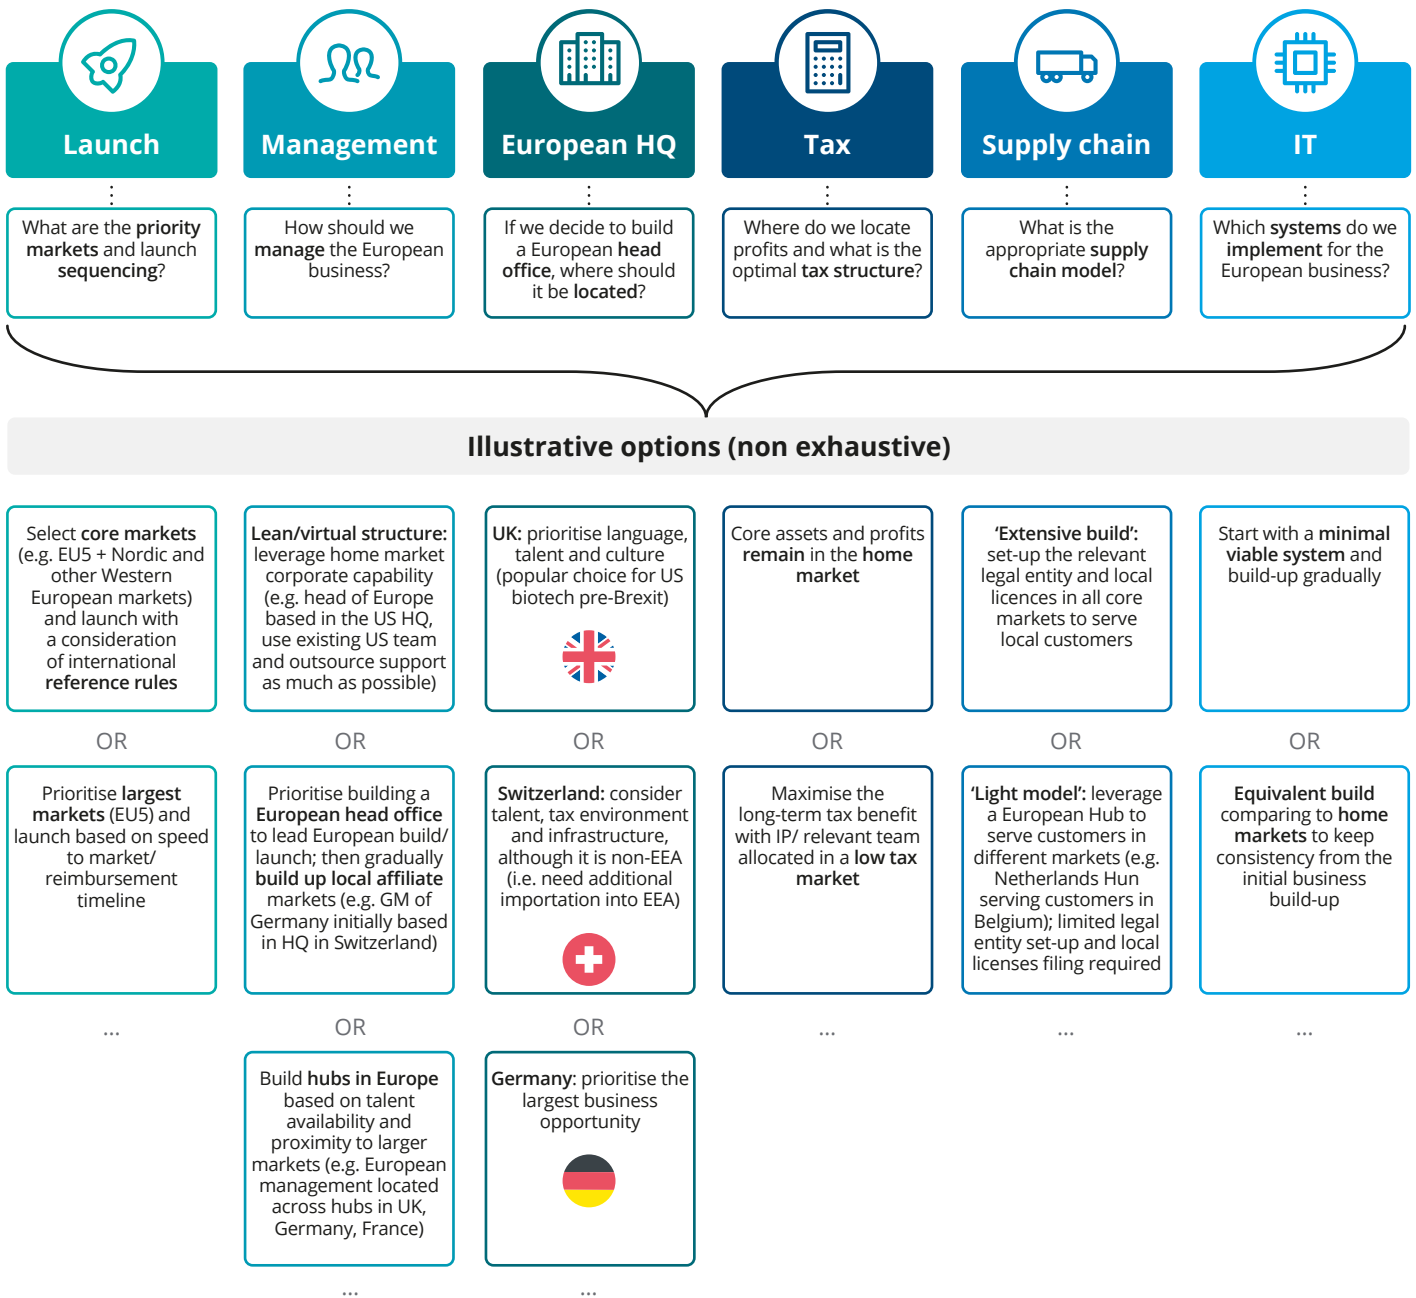 Launch
Management
European HQ
Tax
Supply chain
IT
What are the priority
markets and launch
sequencing?
How should we
manage the European
business?
If we decide to build
a European head
office, where should
it be located?
Where do we locate
profits and what is the
optimal tax structure?
What is the
appropriate supply
chain model?
Which systems do we
implement for the
European business?
Illustrative options (non exhaustive)
Select core markets
(e.g. EU5 + Nordic and
other Western
European markets)
and launch with
a consideration
of international
reference rules
Lean/virtual structure:
leverage home market
corporate capability
(e.g. head of Europe
based in the US HQ,
use existing US team
and outsource support
as much as possible)
UK: prioritise language,
talent and culture
(popular choice for US
biotech pre-Brexit)
Core assets and profits
remain in the home
market
‘Extensive build’:
set-up the relevant
legal entity and local
licences in all core
markets to serve
local customers
Start with a minimal
viable system and
build-up gradually
OR
OR
OR
OR
OR
OR
Prioritise largest
markets (EU5) and
launch based on speed
to market/
reimbursement
timeline
Prioritise building a
European head office
to lead European build/
launch; then gradually
build up local affiliate
markets (e.g. GM of
Germany initially based
in HQ in Switzerland)
Switzerland: consider
talent, tax environment
and infrastructure,
although it is non-EEA
(i.e. need additional
importation into EEA)
Maximise the
long-term tax benefit
with IP/ relevant team
allocated in a low tax
market
‘Light model’: leverage
a European Hub to
serve customers in
different markets (e.g.
Netherlands Hun
serving customers in
Belgium); limited legal
entity set-up and local
licenses filing required
Equivalent build
comparing to home
markets to keep
consistency from the
initial business
build-up
...
OR
OR
...
...
...
Build hubs in Europe
based on talent
availability and
proximity to larger
markets (e.g. European
management located
across hubs in UK,
Germany, France)
Germany: prioritise the
largest business
opportunity
...
...